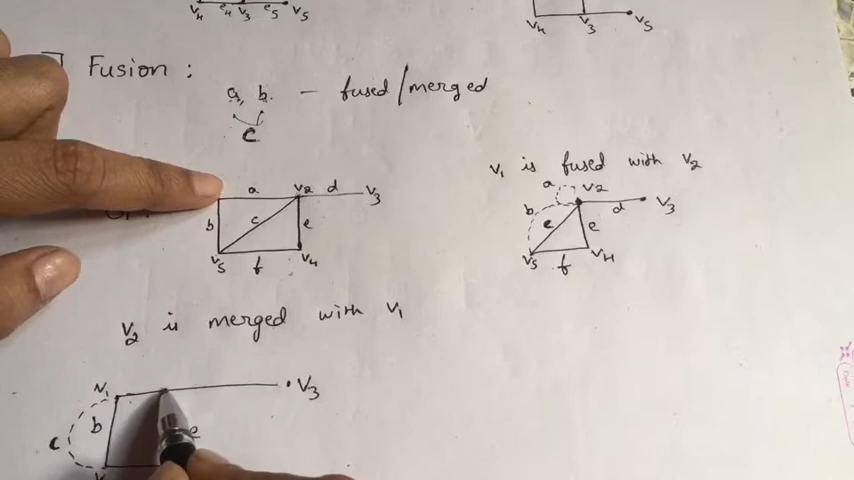 V4 e4 V3 e5 V5
V4 V3 V5
Fusion :
a, b. - fused/merged
c
V1 is fused with V2
a V2 d V3
b c e
V5 f V4
a V2
b c e d V3
V5 f V4
V2 is merged with V1
V1 V3
c b e